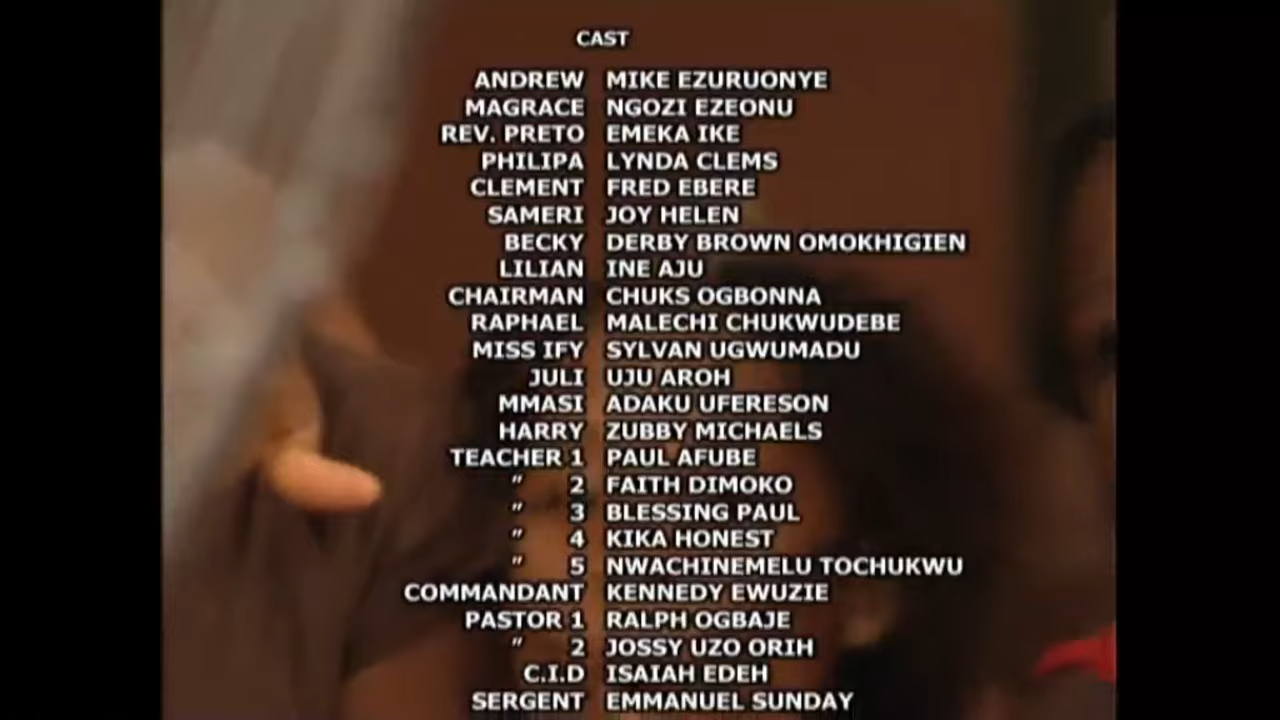 CAST
ANDREW MIKE EZURUONYE
MAGRACE NGOZI EZEONU
REV. PRETO EMEKA IKE
PHILIPA LYNDA CLEMS
CLEMENT FRED EBERE
SAMERI JOY HELEN
BECKY DERBY BROWN OMOKHIGIEN
LILIAN INE AJU
CHAIRMAN CHUKS OGBONNA
RAPHAEL MALECHI CHUKWUDEBE
MISS IFY SYLVAN UGWUMADU
JULI UJU AROH
MMASI ADAKU UFERESON
HARRY ZUBBY MICHAELS
TEACHER 1 PAUL AFUBE
" 2 FAITH DIMOKO
" 3 BLESSING PAUL
" 4 KIKA HONEST
" 5 NWACHINEMELU TOCHUKWU
COMMANDANT KENNEDY EWUZIE
PASTOR 1 RALPH OGBAJE
" 2 JOSSY UZO ORIH
C.I.D ISAIAH EDEH
SERGENT EMMANUEL SUNDAY